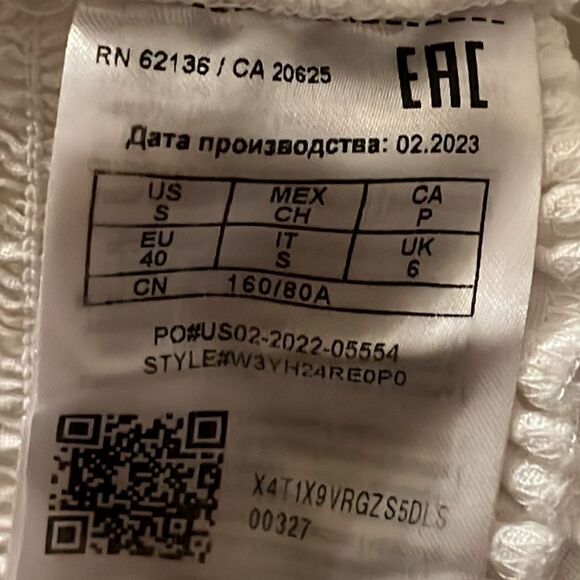 RN 62136 / CA 20625
EAC
Дата производства: 02.2023
US MEX CA
S CH P
EU IT UK
40 S 6
CN 160/80A
PO#US02-2022-05554
STYLE#W3YH24RE0P0
X4T1X9VRGZS5DLS
00327